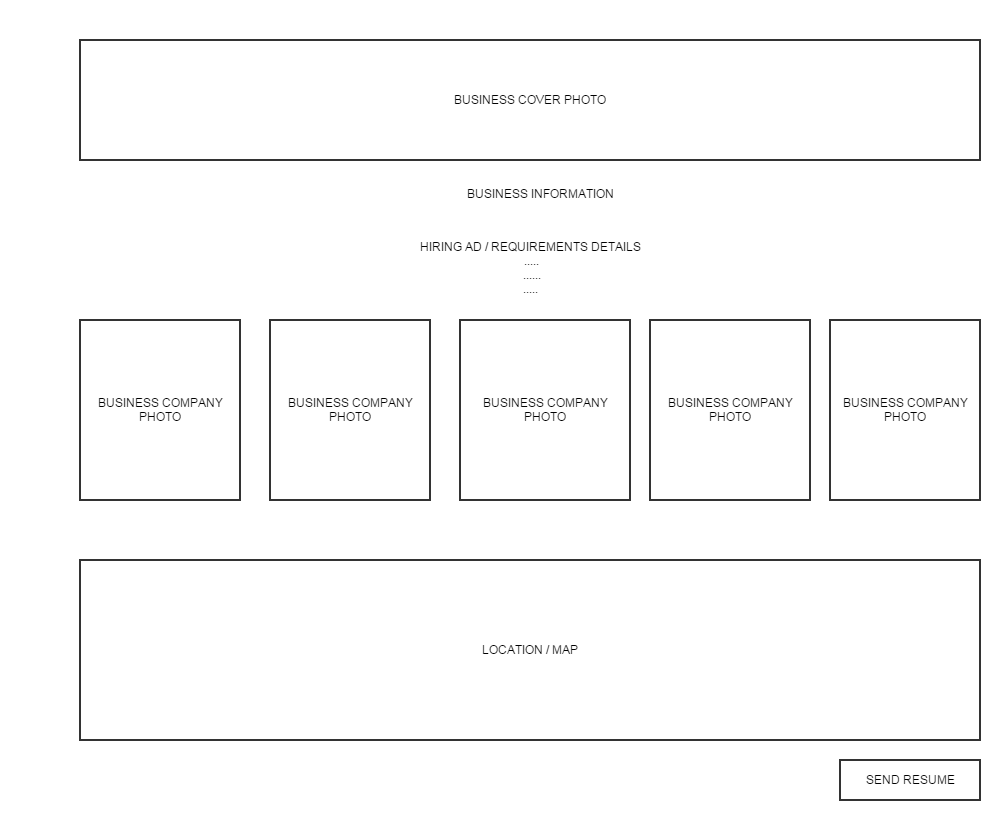 BUSINESS COVER PHOTO
BUSINESS INFORMATION
HIRING AD / REQUIREMENTS DETAILS
.....
......
.....
BUSINESS COMPANY
PHOTO
BUSINESS COMPANY
PHOTO
BUSINESS COMPANY
PHOTO
BUSINESS COMPANY
PHOTO
BUSINESS COMPANY
PHOTO
LOCATION / MAP
SEND RESUME